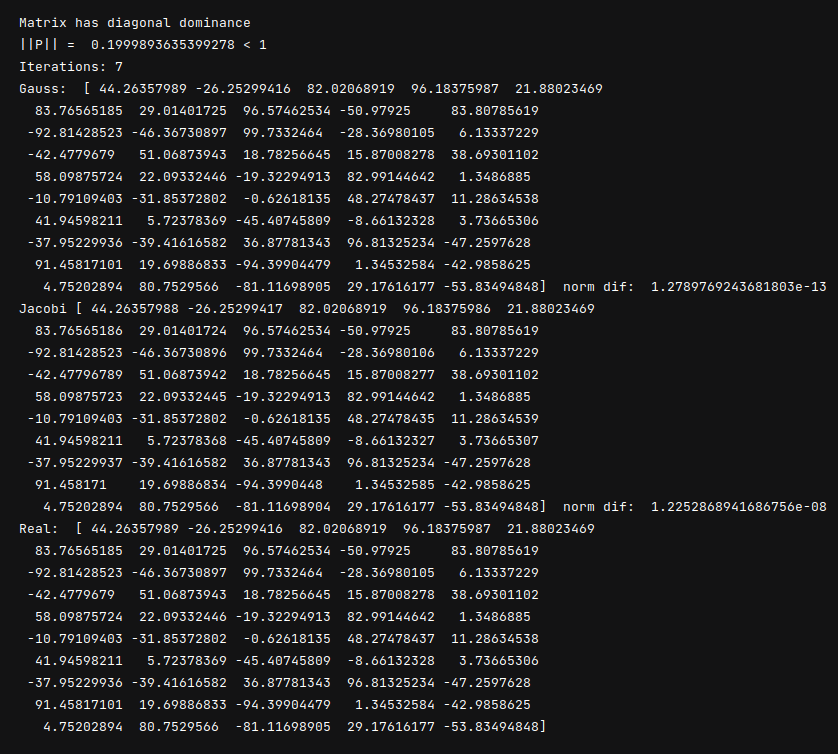 Matrix has diagonal dominance
||P|| =  0.1999893635399278 < 1
Iterations: 7
Gauss:  [ 44.26357989 -26.25299416  82.02068919  96.18375987  21.88023469
  83.76565185  29.01401725  96.57462534 -50.97925     83.80785619
 -92.81428523 -46.36730897  99.7332464  -28.36980105   6.13337229
 -42.4779679   51.06873943  18.78256645  15.87008278  38.69301102
  58.09875724  22.09332446 -19.32294913  82.99144642   1.3486885
 -10.79109403 -31.85372802  -0.62618135  48.27478437  11.28634538
  41.94598211   5.72378369 -45.40745809  -8.66132328   3.73665306
 -37.95229936 -39.41616582  36.87781343  96.81325234 -47.2597628
  91.45817101  19.69886833 -94.39904479   1.34532584 -42.9858625
   4.75202894  80.7529566  -81.11698905  29.17616177 -53.83494848]  norm dif:  1.2789769243681803e-13
Jacobi [ 44.26357988 -26.25299417  82.02068919  96.18375986  21.88023469
  83.76565186  29.01401724  96.57462534 -50.97925     83.80785619
 -92.81428523 -46.36730896  99.7332464  -28.36980106   6.13337229
 -42.47796789  51.06873942  18.78256645  15.87008277  38.69301102
  58.09875723  22.09332445 -19.32294913  82.99144642   1.3486885
 -10.79109403 -31.85372802  -0.62618135  48.27478435  11.28634539
  41.94598211   5.72378368 -45.40745809  -8.66132327   3.73665307
 -37.95229937 -39.41616582  36.87781343  96.81325234 -47.2597628
  91.458171    19.69886834 -94.3990448    1.34532585 -42.9858625
   4.75202894  80.7529566  -81.11698904  29.17616177 -53.83494848]  norm dif:  1.2252868941686756e-08
Real:  [ 44.26357989 -26.25299416  82.02068919  96.18375987  21.88023469
  83.76565185  29.01401725  96.57462534 -50.97925     83.80785619
 -92.81428523 -46.36730897  99.7332464  -28.36980105   6.13337229
 -42.4779679   51.06873943  18.78256645  15.87008278  38.69301102
  58.09875724  22.09332446 -19.32294913  82.99144642   1.3486885
 -10.79109403 -31.85372802  -0.62618135  48.27478437  11.28634538
  41.94598211   5.72378369 -45.40745809  -8.66132328   3.73665306
 -37.95229936 -39.41616582  36.87781343  96.81325234 -47.2597628
  91.45817101  19.69886833 -94.39904479   1.34532584 -42.9858625
   4.75202894  80.7529566  -81.11698905  29.17616177 -53.83494848]